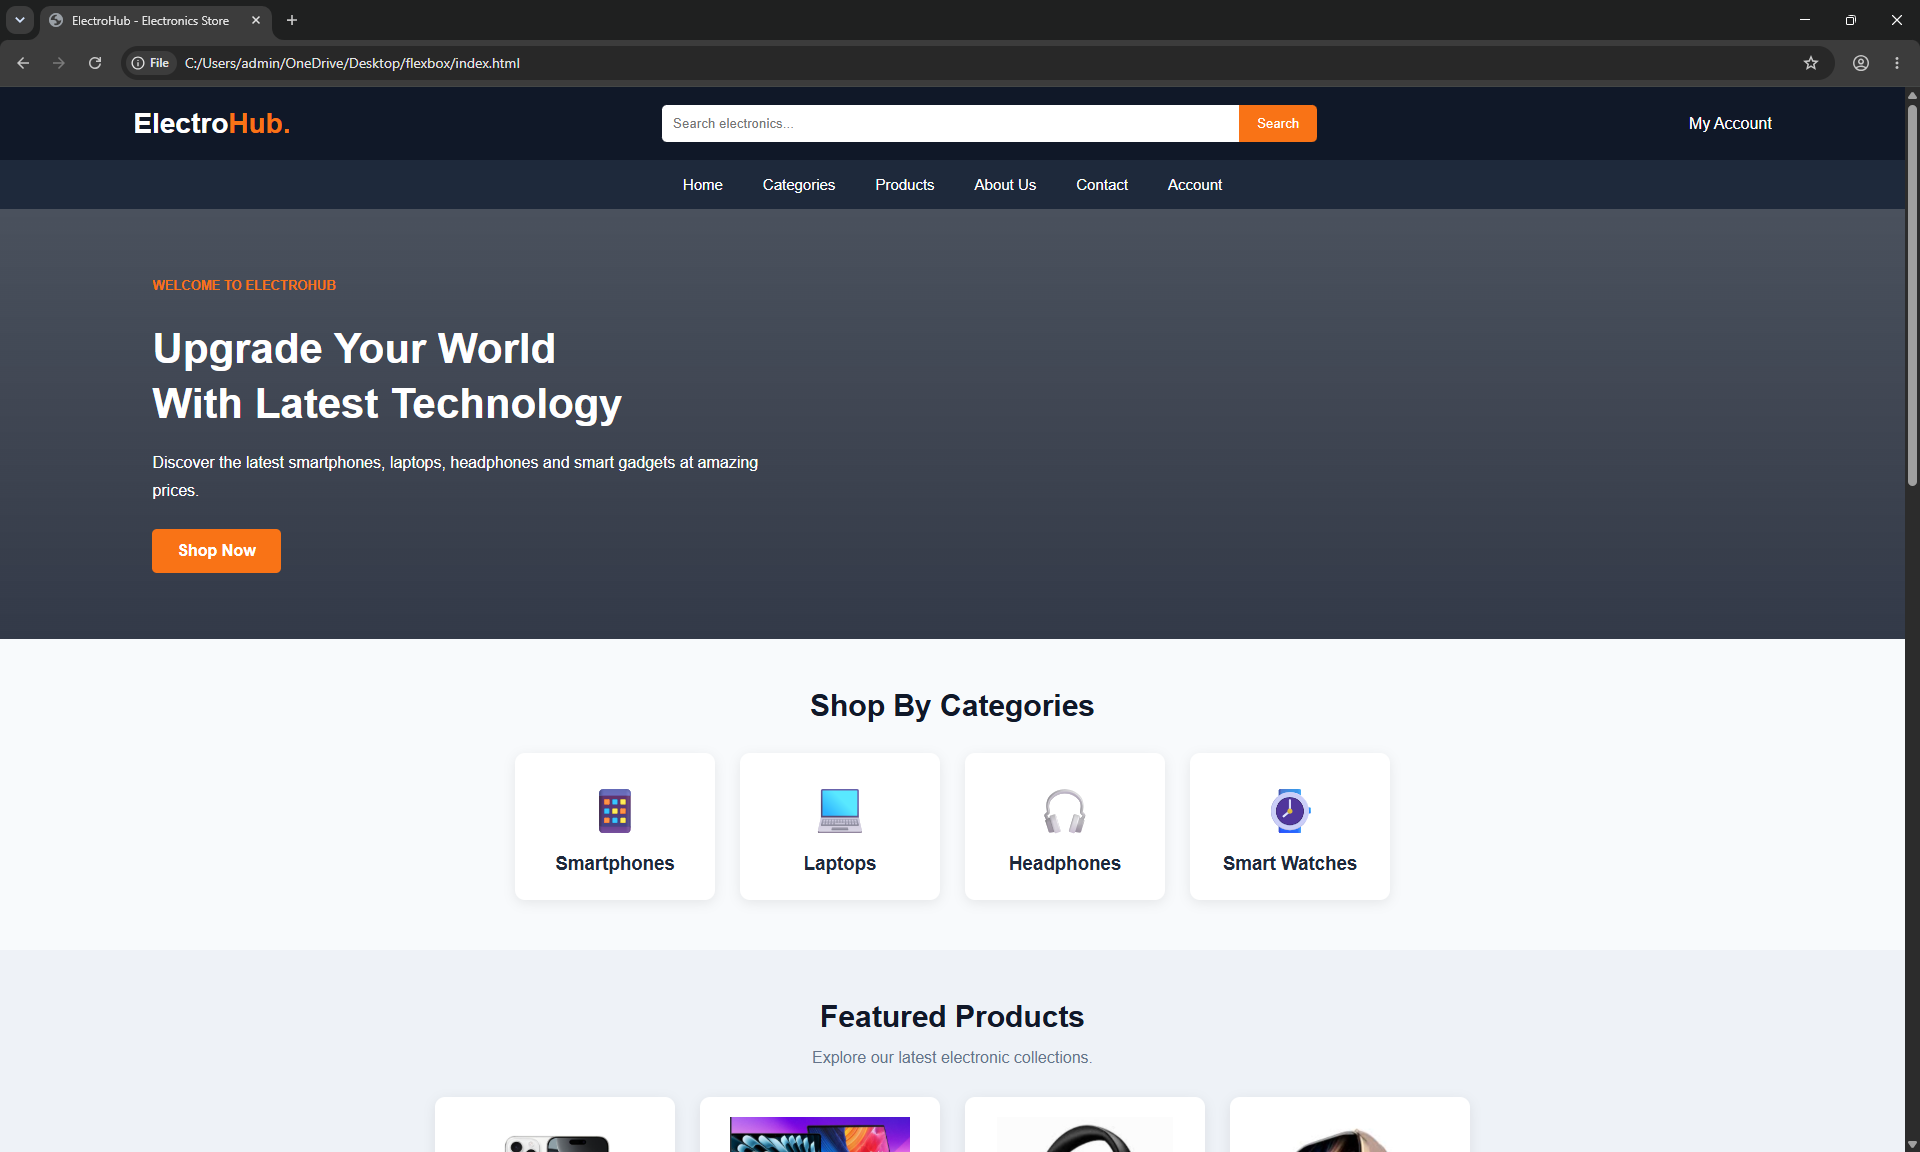 ElectroHub - Electronics Store
File
C:/Users/admin/OneDrive/Desktop/flexbox/index.html
ElectroHub.
Search electronics...
Search
My Account
Home
Categories
Products
About Us
Contact
Account
WELCOME TO ELECTROHUB
Upgrade Your World
With Latest Technology
Discover the latest smartphones, laptops, headphones and smart gadgets at amazing
prices.
Shop Now
Shop By Categories
Smartphones
Laptops
Headphones
Smart Watches
Featured Products
Explore our latest electronic collections.